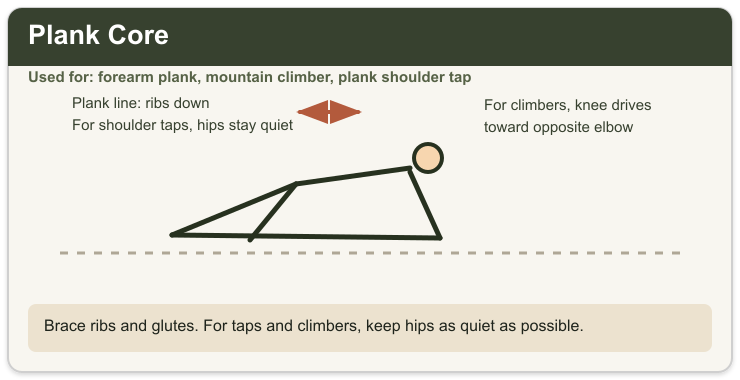 Plank Core
Used for: forearm plank, mountain climber, plank shoulder tap
Plank line: ribs down
For shoulder taps, hips stay quiet
For climbers, knee drives
toward opposite elbow
Brace ribs and glutes. For taps and climbers, keep hips as quiet as possible.